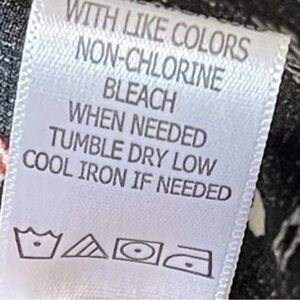 WITH LIKE COLORS
NON-CHLORINE
BLEACH
WHEN NEEDED
TUMBLE DRY LOW
COOL IRON IF NEEDED